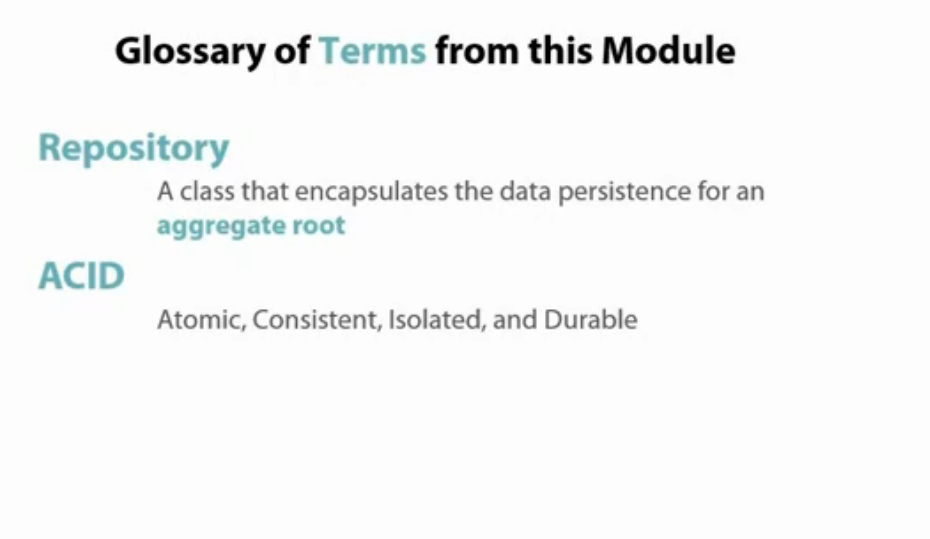 Glossary of Terms from this Module
Repository
A class that encapsulates the data persistence for an
aggregate root
ACID
Atomic, Consistent, Isolated, and Durable